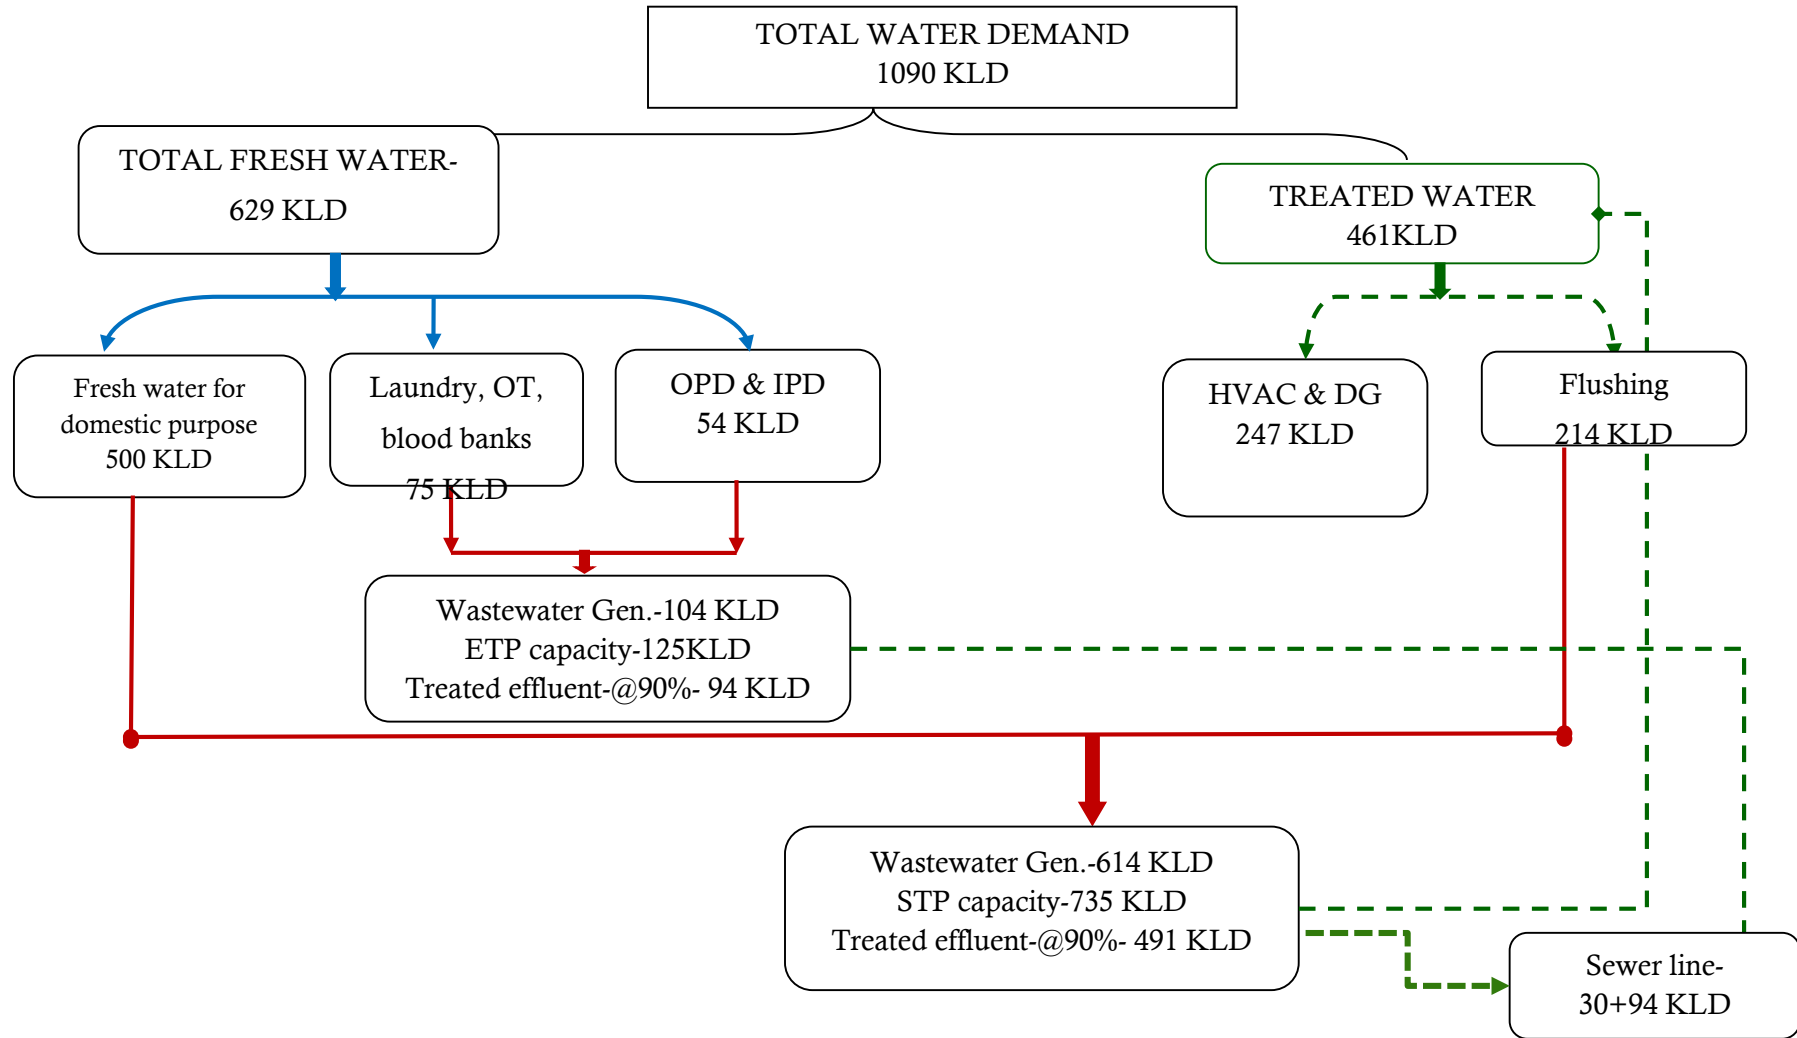 TOTAL WATER DEMAND
1090 KLD
TOTAL FRESH WATER-
629 KLD
TREATED WATER
461KLD
Fresh water for
domestic purpose
500 KLD
Laundry, OT,
blood banks
75 KLD
OPD & IPD
54 KLD
HVAC & DG
247 KLD
Flushing
214 KLD
Wastewater Gen.-104 KLD
ETP capacity-125KLD
Treated effluent-@90%- 94 KLD
Wastewater Gen.-614 KLD
STP capacity-735 KLD
Treated effluent-@90%- 491 KLD
Sewer line-
30+94 KLD